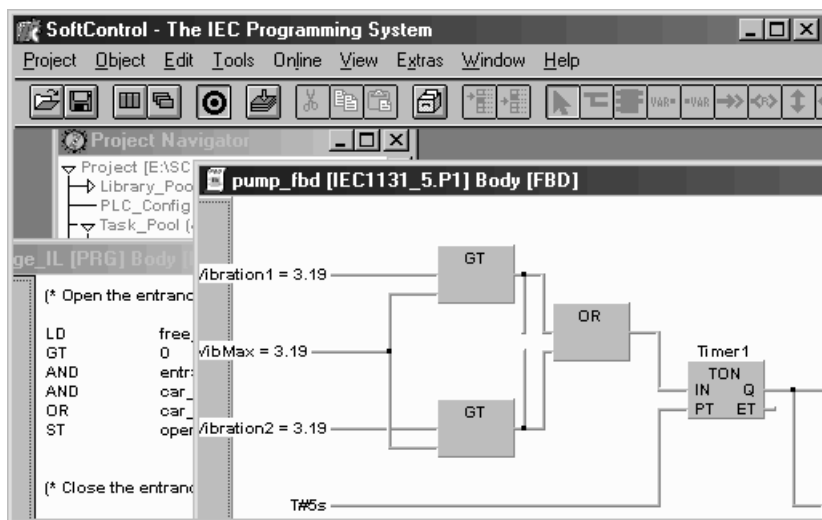 SoftControl - The IEC Programming System
Project Object Edit Tools Online View Extras Window Help
VAR= =VAR <R>
Project Navigator
Project [E:\SC
Library_Poo
PLC_Config
Task_Pool (
pump_fbd [IEC1131_5.P1] Body [FBD]
ge_IL [PRG] Body
(* Open the entranc
LD free_
GT 0
AND entr
AND car_
OR car_
ST open
(* Close the entranc
GT
Vibration1 = 3.19
OR
VibMax = 3.19
Timer1
TON
IN Q
PT ET
GT
Vibration2 = 3.19
T#5s